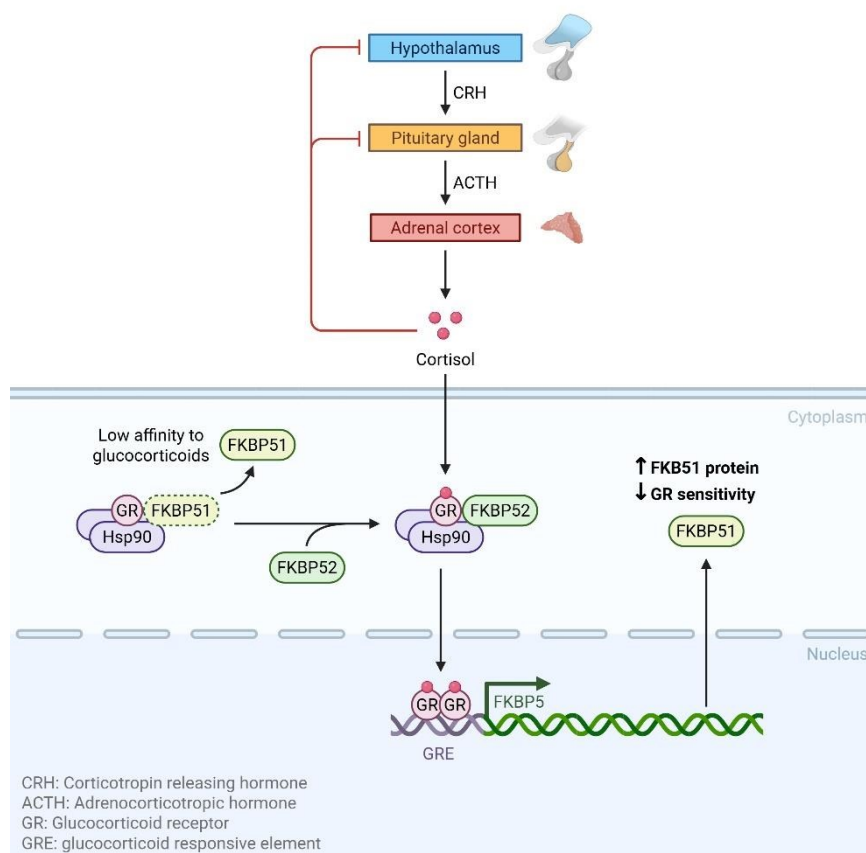 Hypothalamus
CRH
Pituitary gland
ACTH
Adrenal cortex
Cortisol
Cytoplasm
Low affinity to
glucocorticoids
FKBP51
GR
FKBP51
Hsp90
FKBP52
GR
FKBP52
Hsp90
↑ FKB51 protein
↓ GR sensitivity
FKBP51
Nucleus
GR
GR
FKBP5
GRE
CRH: Corticotropin releasing hormone
ACTH: Adrenocorticotropic hormone
GR: Glucocorticoid receptor
GRE: glucocorticoid responsive element